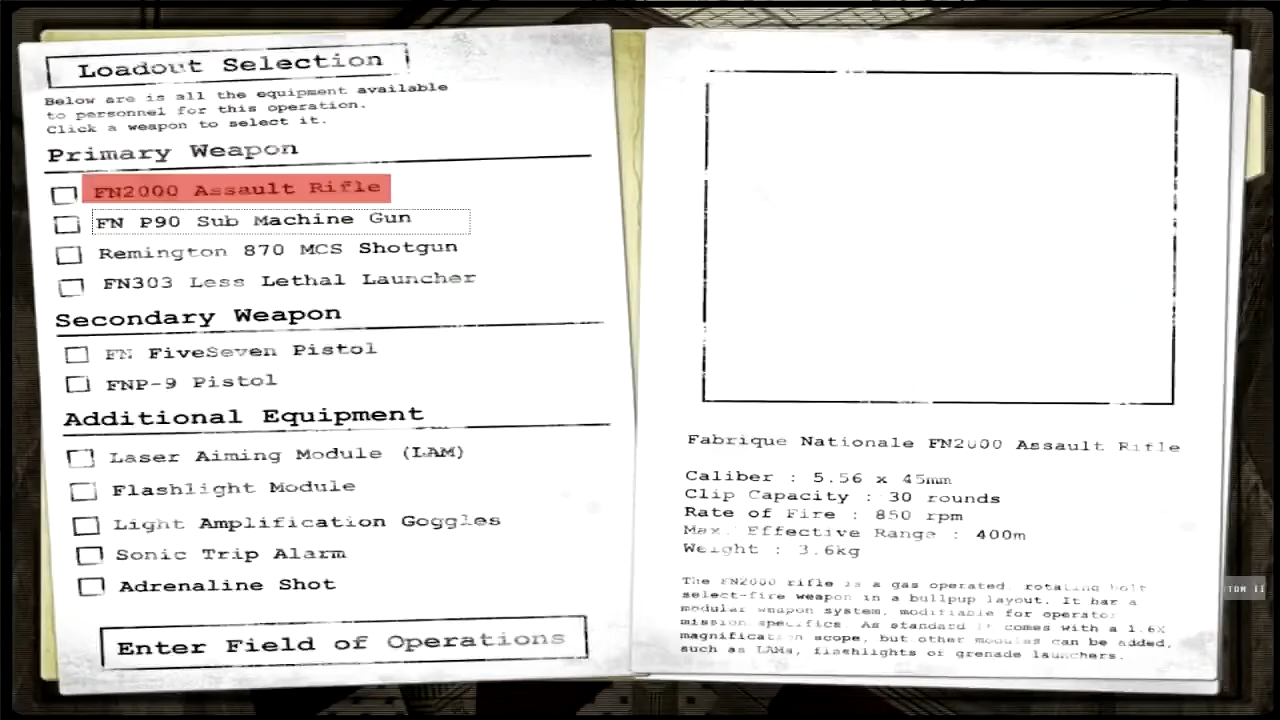 Loadout Selection
Below are is all the equipment available
to personnel for this operation.
Click a weapon to select it.
Primary Weapon
FN2000 Assault Rifle
FN P90 Sub Machine Gun
Remington 870 MCS Shotgun
FN303 Less Lethal Launcher
Secondary Weapon
FN FiveSeven Pistol
FNP-9 Pistol
Additional Equipment
Laser Aiming Module (LAM)
Flashlight Module
Light Amplification Goggles
Sonic Trip Alarm
Adrenaline Shot
Enter Field of Operations
Fabrique Nationale FN2000 Assault Rifle
Caliber : 5.56 x 45mm
Clip Capacity : 30 rounds
Rate of Fire : 850 rpm
Max. Effective Range : 400m
Weight : 3.6kg
The FN2000 rifle is a gas operated, rotating bolt
select-fire weapon in a bullpup layout. It har a
modular weapon system, modifiable for operator
mission specifics. As standard it comes with a 1.6X
magnification scope, but other modules can be added,
such as LAMs, flashlights or grenade launchers.
TOM II